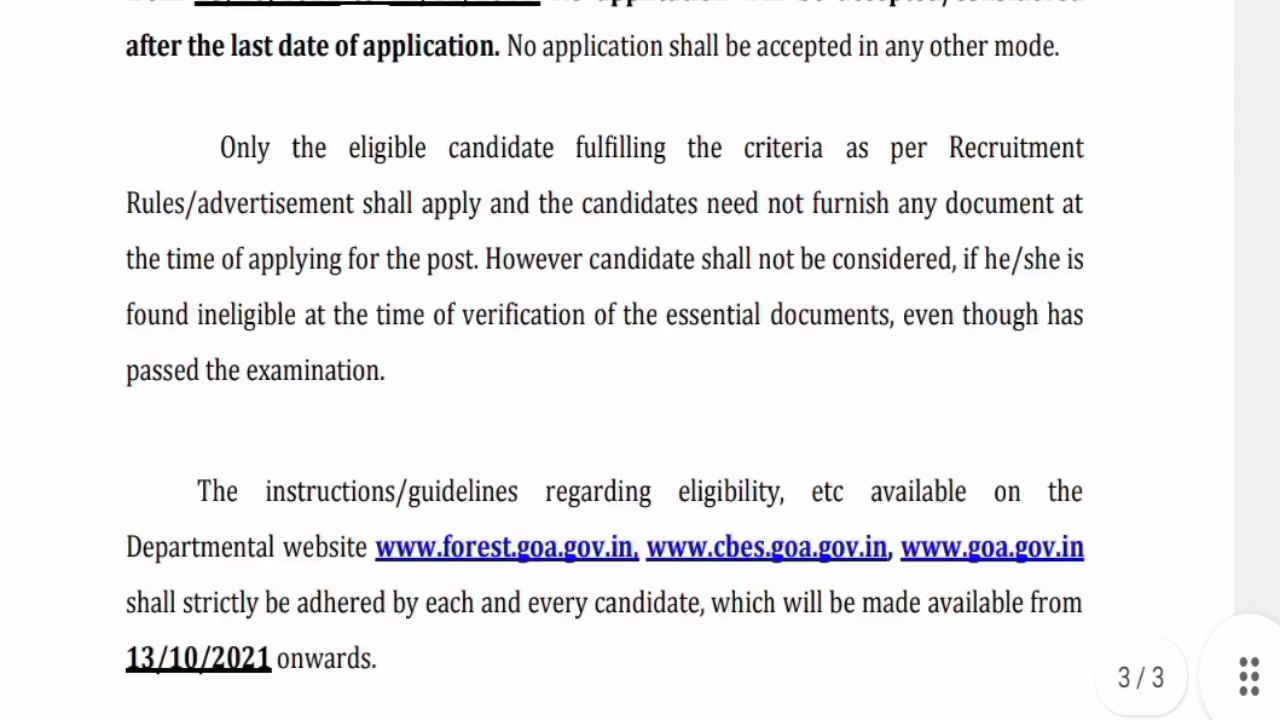 after the last date of application. No application shall be accepted in any other mode.
Only the eligible candidate fulfilling the criteria as per Recruitment
Rules/advertisement shall apply and the candidates need not furnish any document at
the time of applying for the post. However candidate shall not be considered, if he/she is
found ineligible at the time of verification of the essential documents, even though has
passed the examination.
The instructions/guidelines regarding eligibility, etc available on the
Departmental website www.forest.goa.gov.in, www.cbes.goa.gov.in, www.goa.gov.in
shall strictly be adhered by each and every candidate, which will be made available from
13/10/2021 onwards.
3 / 3